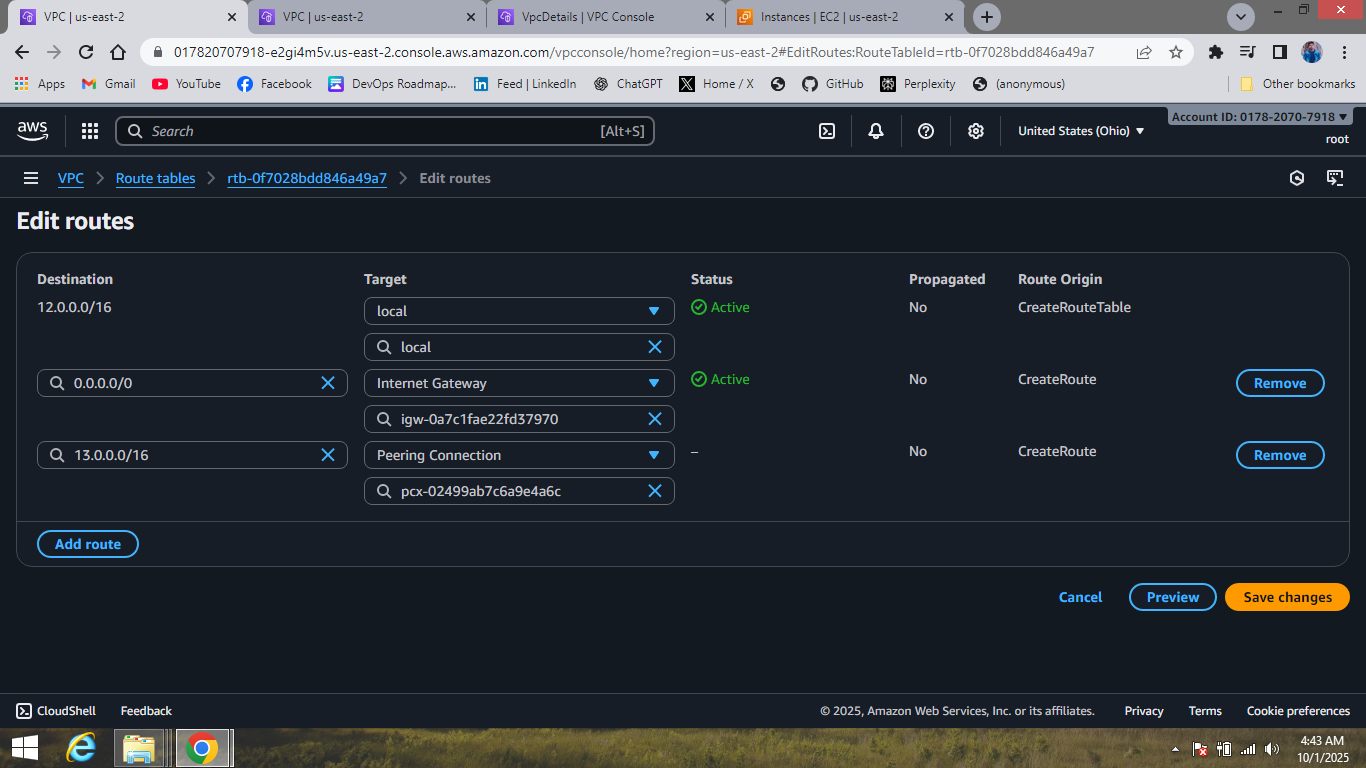 VPC | us-east-2
VPC | us-east-2
VpcDetails | VPC Console
Instances | EC2 | us-east-2
017820707918-e2gi4m5v.us-east-2.console.aws.amazon.com/vpcconsole/home?region=us-east-2#EditRoutes:RouteTableId=rtb-0f7028bdd846a49a7
Apps Gmail YouTube Facebook DevOps Roadmap... Feed | LinkedIn ChatGPT Home / X GitHub Perplexity (anonymous) Other bookmarks
aws Search [Alt+S] United States (Ohio) Account ID: 0178-2070-7918
root
VPC Route tables rtb-0f7028bdd846a49a7 Edit routes
Edit routes
Destination Target Status Propagated Route Origin
12.0.0.0/16 local Active No CreateRouteTable
local
0.0.0.0/0 Internet Gateway Active No CreateRoute Remove
igw-0a7c1fae22fd37970
13.0.0.0/16 Peering Connection – No CreateRoute Remove
pcx-02499ab7c6a9e4a6c
Add route
Cancel Preview Save changes
CloudShell Feedback © 2025, Amazon Web Services, Inc. or its affiliates. Privacy Terms Cookie preferences
4:43 AM
10/1/2025